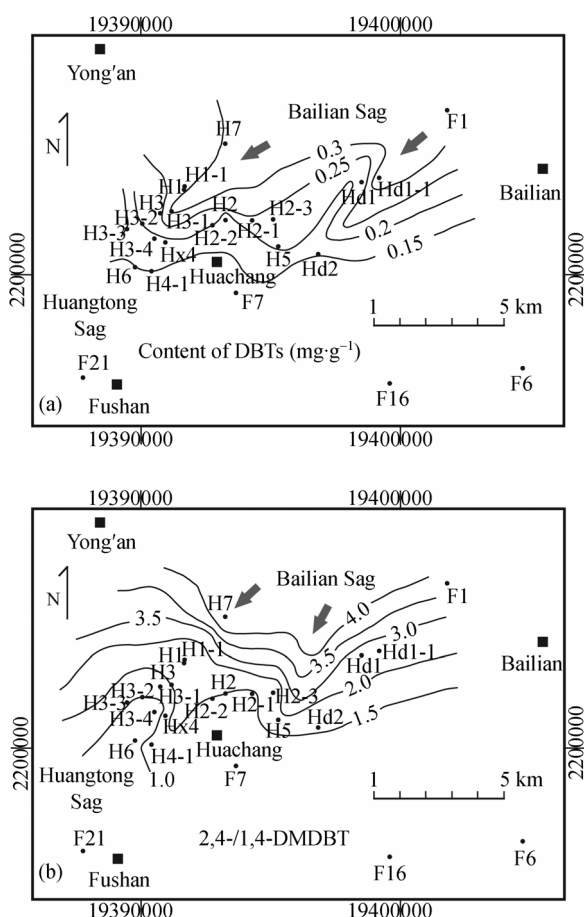 19390000 19400000
Yong'an
N
Bailian Sag
F1
H7
0.3
0.25
H1-1
H1
Hd1
Hd1-1
Bailian
H3
H3-2
H3-1
H2
H2-3
0.2
H3-3
H2-2
H2-1
0.15
H3-4
Hx4
H5
Hd2
H6
H4-1
Huachang
2200000 2200000
Huangtong
Sag
F7
1 5 km
Content of DBTs (mg·g⁻¹)
F21
F6
(a)
Fushan
F16
19390000 19400000
19390000 19400000
Yong'an
N
Bailian Sag
F1
H7
4.0
3.5
3.0
3.5
H1-1
H1
Hd1
Hd1-1
Bailian
H3
H3-2
H3-1
H2
H2-3
2.0
H3-3
H2-2
H2-1
1.5
H3-4
Hx4
H5
Hd2
H6
H4-1
Huachang
2200000 2200000
Huangtong
Sag
1.0
F7
1 5 km
2,4-/1,4-DMDBT
F21
F6
(b)
Fushan
F16
19390000 19400000